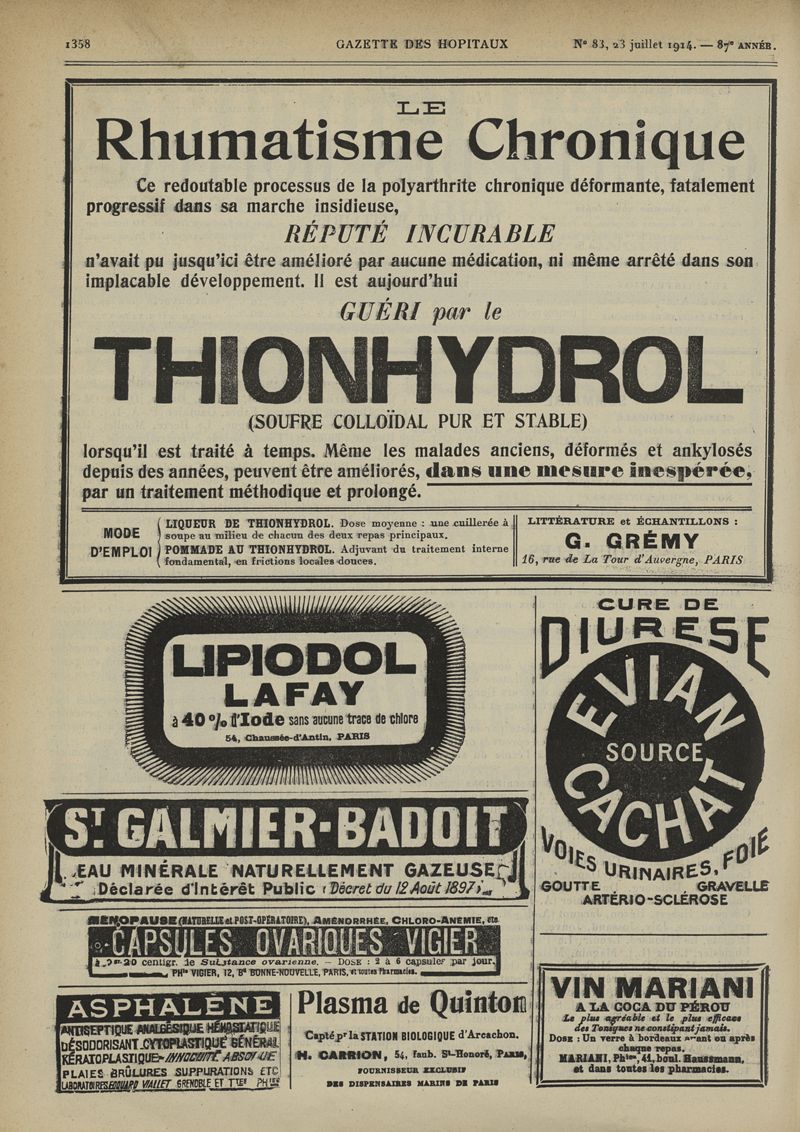 1358 GAZETTE DES HOPITAUX N° 83, 23 juillet 1914. — 87e ANNÉE.
LE
Rhumatisme Chronique
Ce redoutable processus de la polyarthrite chronique déformante, fatalement
progressif dans sa marche insidieuse,
RÉPUTÉ INCURABLE
n'avait pu jusqu'ici être amélioré par aucune médication, ni même arrêté dans son
implacable développement. Il est aujourd'hui
GUÉRI par le
THIONHYDROL
(SOUFRE COLLOÏDAL PUR ET STABLE)
lorsqu'il est traité à temps. Même les malades anciens, déformés et ankylosés
depuis des années, peuvent être améliorés, dans une mesure inespérée,
par un traitement méthodique et prolongé.
MODE
D'EMPLOI
LIQUEUR DE THIONHYDROL. Dose moyenne : une cuillerée à
soupe au milieu de chacun des deux repas principaux.
POMMADE AU THIONHYDROL. Adjuvant du traitement interne
fondamental, en frictions locales douces.
LITTÉRATURE et ÉCHANTILLONS :
G. GRÉMY
16, rue de La Tour d'Auvergne, PARIS
LIPIODOL
LAFAY
à 40 % d'Iode sans aucune trace de chlore
54, Chaussée-d'Antin, PARIS
CURE DE
DIURESE
EVIAN
SOURCE
CACHAT
VOIES URINAIRES, FOIE
GOUTTE GRAVELLE
ARTÉRIO-SCLÉROSE
ST. GALMIER-BADOIT
EAU MINÉRALE NATURELLEMENT GAZEUSE
Déclarée d'Intérêt Public (Décret du 12 Août 1897)
MÉNOPAUSE (NATURELLE et POST-OPÉRATOIRE), AMÉNORRHÉE, CHLORO-ANÉMIE, etc.
CAPSULES OVARIQUES VIGIER
à 20 centigr. de Substance ovarienne. — DOSE : 2 à 6 capsules par jour.
PHie VIGIER, 12, Bd BONNE-NOUVELLE, PARIS, et toutes Pharmacies.
ASPHALÈNE
ANTISEPTIQUE ANALGÉSIQUE HÉMOSTATIQUE
DÉSODORISANT CYTOPLASTIQUE GÉNÉRAL
KÉRATOPLASTIQUE - INNOCUITÉ ABSOLUE
PLAIES BRÛLURES SUPPURATIONS ETC
LABORATOIRES EDOUARD VIALLET GRENOBLE ET TTES PHIES
Plasma de Quinton
Capté pr la STATION BIOLOGIQUE d'Arcachon.
H. CARRION, 54, faub. St-Honoré, PARIS,
FOURNISSEUR EXCLUSIF
DES DISPENSAIRES MARINS DE PARIS
VIN MARIANI
A LA COCA DU PÉROU
Le plus agréable et le plus efficace
des Toniques ne constipant jamais.
DOSE : Un verre à bordeaux avant ou après
chaque repas.
MARIANI, Phien, 41, boul. Haussmann,
et dans toutes les pharmacies.